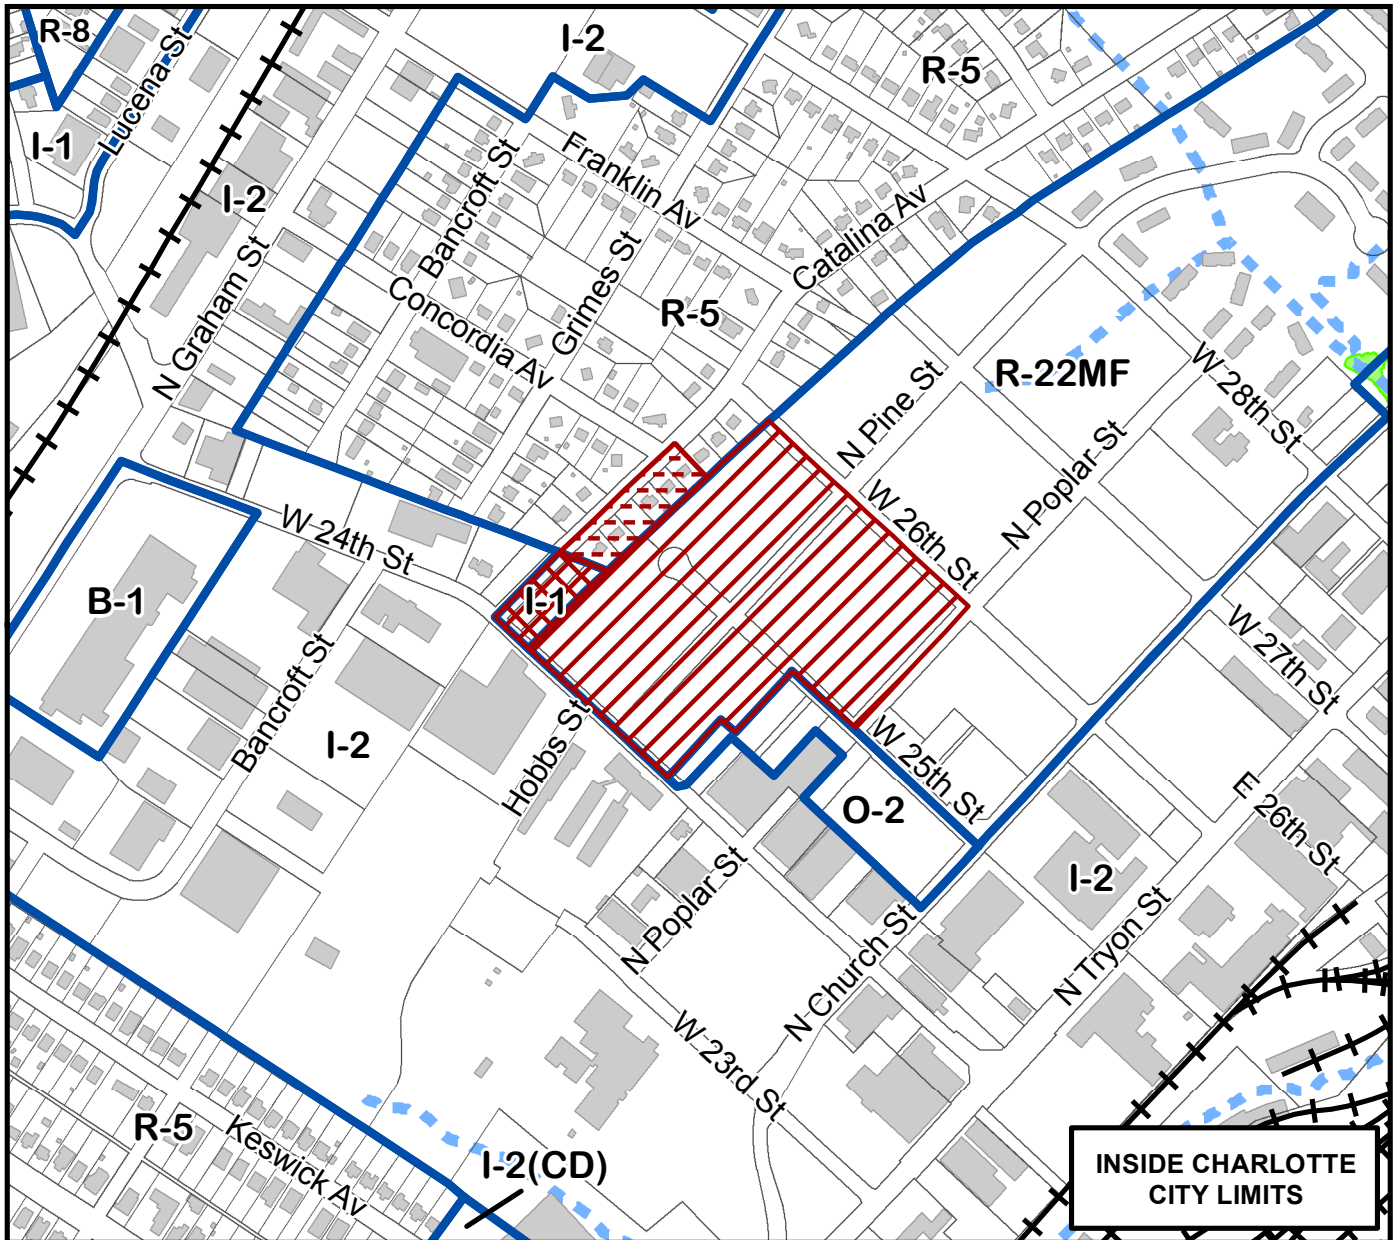 R-8
I-2
Lucena St
R-5
I-1
Franklin Av
Bancroft St
I-2
Catalina Av
N Graham St
Grimes St
Concordia Av
R-5
N Pine St
R-22MF
W 28th St
N Poplar St
W 26th St
W 24th St
B-1
I-1
W 27th St
Bancroft St
I-2
Hobbs St
W 25th St
O-2
E 26th St
I-2
N Poplar St
N Church St
N Tryon St
W 23rd St
R-5
Keswick Av
I-2(CD)
INSIDE CHARLOTTE
CITY LIMITS